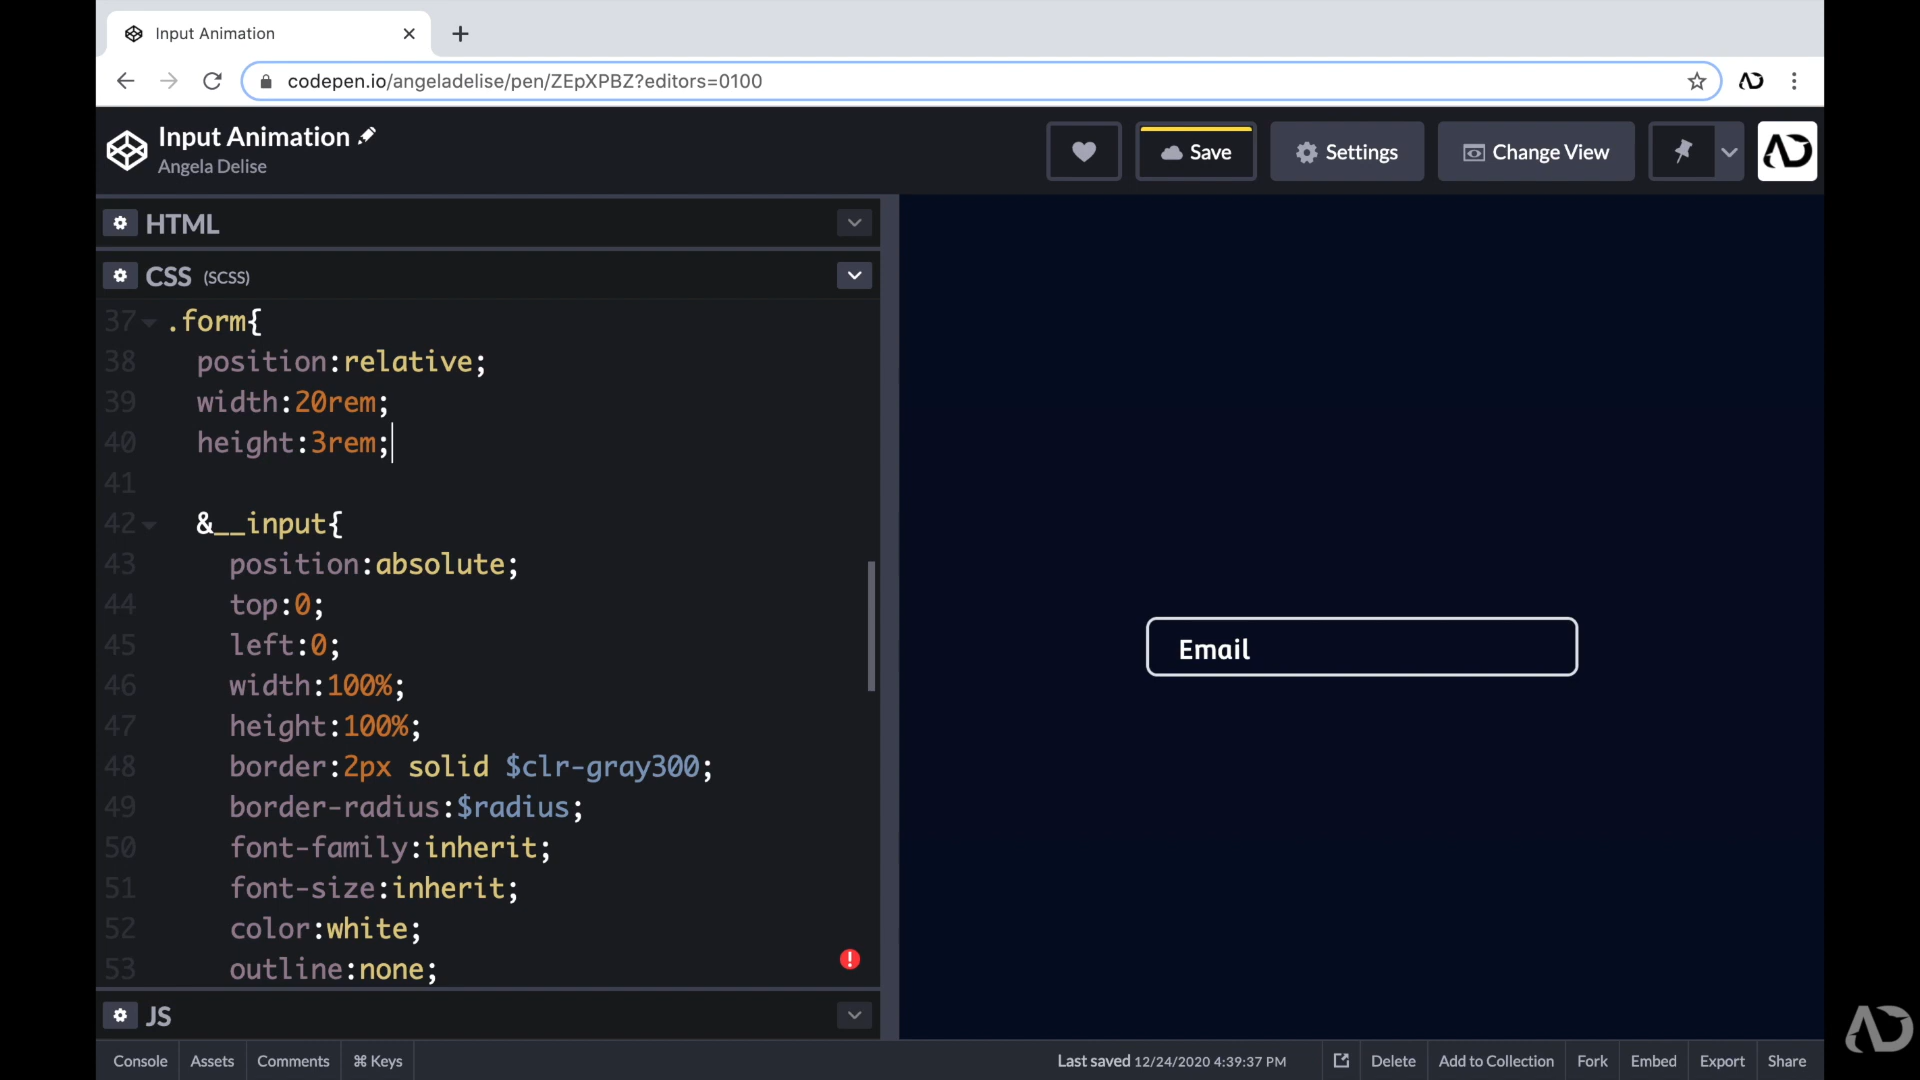 Input Animation
codepen.io/angeladelise/pen/ZEpXPBZ?editors=0100
Input Animation
Angela Delise
Save
Settings
Change View
HTML
CSS (SCSS)
37 .form{
38 position:relative;
39 width:20rem;
40 height:3rem;
41
42 &__input{
43 position:absolute;
44 top:0;
45 left:0;
46 width:100%;
47 height:100%;
48 border:2px solid $clr-gray300;
49 border-radius:$radius;
50 font-family:inherit;
51 font-size:inherit;
52 color:white;
53 outline:none;
Email
JS
Console Assets Comments ⌘ Keys
Last saved 12/24/2020 4:39:37 PM
Delete Add to Collection Fork Embed Export Share